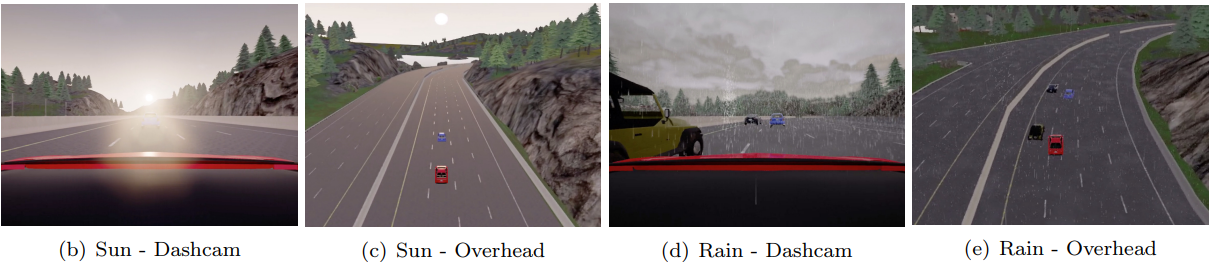 (b) Sun - Dashcam
(c) Sun - Overhead
(d) Rain - Dashcam
(e) Rain - Overhead